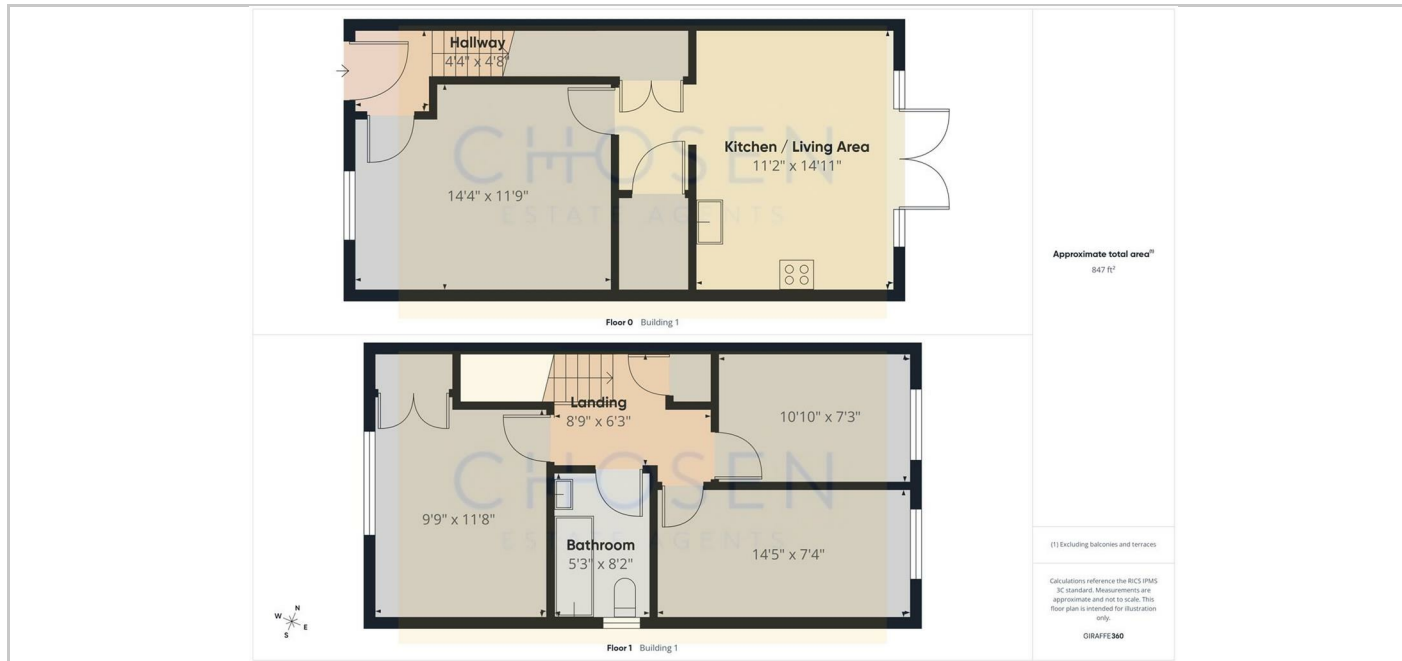 Hallway
4'4" x 4'8"
CHOSEN
ESTATE AGENTS
Kitchen / Living Area
11'2" x 14'11"
14'4" x 11'9"
Floor 0 Building 1
Approximate total area⁽¹⁾
847 ft²
Landing
8'9" x 6'3"
10'10" x 7'3"
CHOSEN
ESTATE AGENTS
9'9" x 11'8"
Bathroom
5'3" x 8'2"
14'5" x 7'4"
N
W
E
S
Floor 1 Building 1
(1) Excluding balconies and terraces
Calculations reference the RICS IPMS
3C standard. Measurements are
approximate and not to scale. This
floor plan is intended for illustration
only.
GIRAFFE360